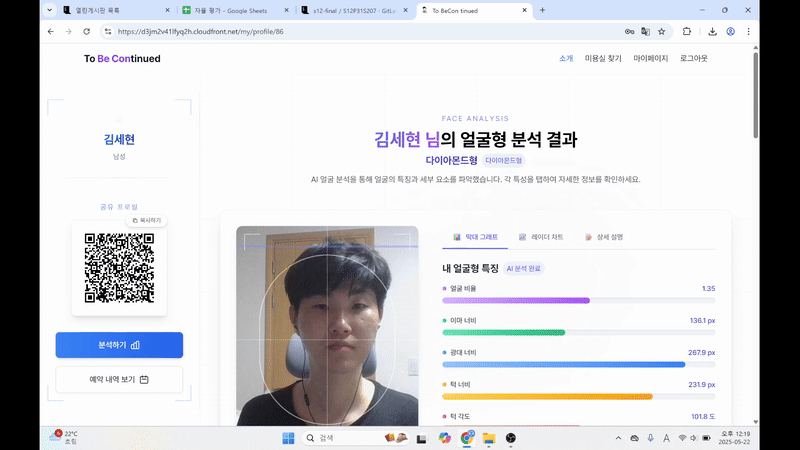 열린게시판 목록
자율 평가 - Google Sheets
s12-final / S12P31S207 · GitL
To BeCon tinued
https://d3jm2v41lfyq2h.cloudfront.net/my/profile/86
To Be Continued
소개
미용실 찾기
마이페이지
로그아웃
김세현
남성
공유 프로필
복사하기
분석하기
예약 내역 보기
FACE ANALYSIS
김세현 님의 얼굴형 분석 결과
다이아몬드형 다이아몬드형
AI 얼굴 분석을 통해 얼굴의 특징과 세부 요소를 파악했습니다. 각 특성을 탭하여 자세한 정보를 확인하세요.
막대 그래프
레이더 차트
상세 설명
내 얼굴형 특징 AI 분석 완료
얼굴 비율 1.35
이마 너비 136.1 px
광대 너비 267.9 px
턱 너비 231.9 px
턱 각도 101.8 도
22°C
흐림
검색
A
오후 12:19
2025-05-22